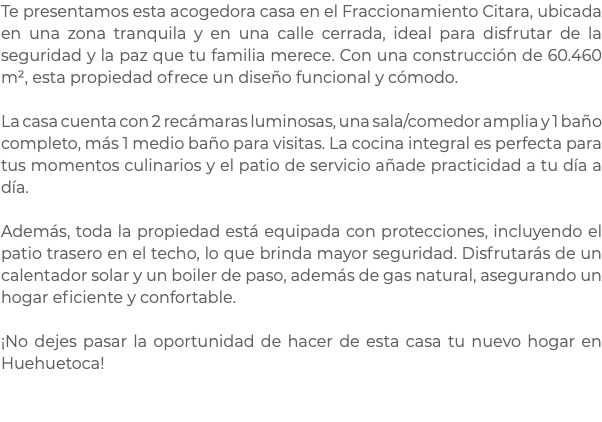 Te presentamos esta acogedora casa en el Fraccionamiento Citara, ubicada
en una zona tranquila y en una calle cerrada, ideal para disfrutar de la
seguridad y la paz que tu familia merece. Con una construcción de 60.460
m², esta propiedad ofrece un diseño funcional y cómodo.

La casa cuenta con 2 recámaras luminosas, una sala/comedor amplia y 1 baño
completo, más 1 medio baño para visitas. La cocina integral es perfecta para
tus momentos culinarios y el patio de servicio añade practicidad a tu día a
día.

Además, toda la propiedad está equipada con protecciones, incluyendo el
patio trasero en el techo, lo que brinda mayor seguridad. Disfrutarás de un
calentador solar y un boiler de paso, además de gas natural, asegurando un
hogar eficiente y confortable.

¡No dejes pasar la oportunidad de hacer de esta casa tu nuevo hogar en
Huehuetoca!